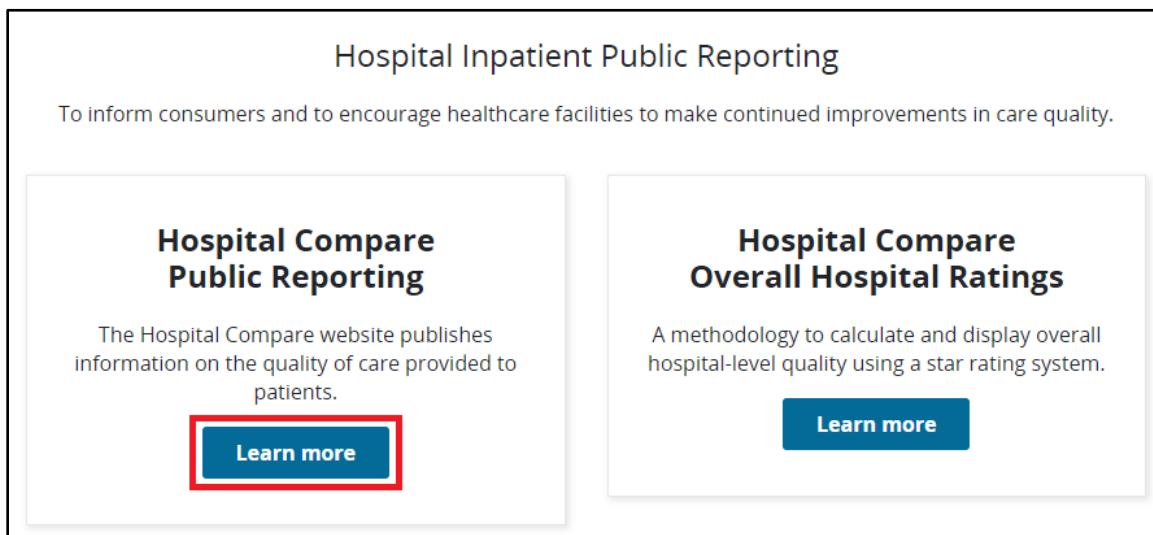 Hospital Inpatient Public Reporting
To inform consumers and to encourage healthcare facilities to make continued improvements in care quality.
Hospital Compare
Public Reporting
The Hospital Compare website publishes
information on the quality of care provided to
patients.
Learn more
Hospital Compare
Overall Hospital Ratings
A methodology to calculate and display overall
hospital-level quality using a star rating system.
Learn more